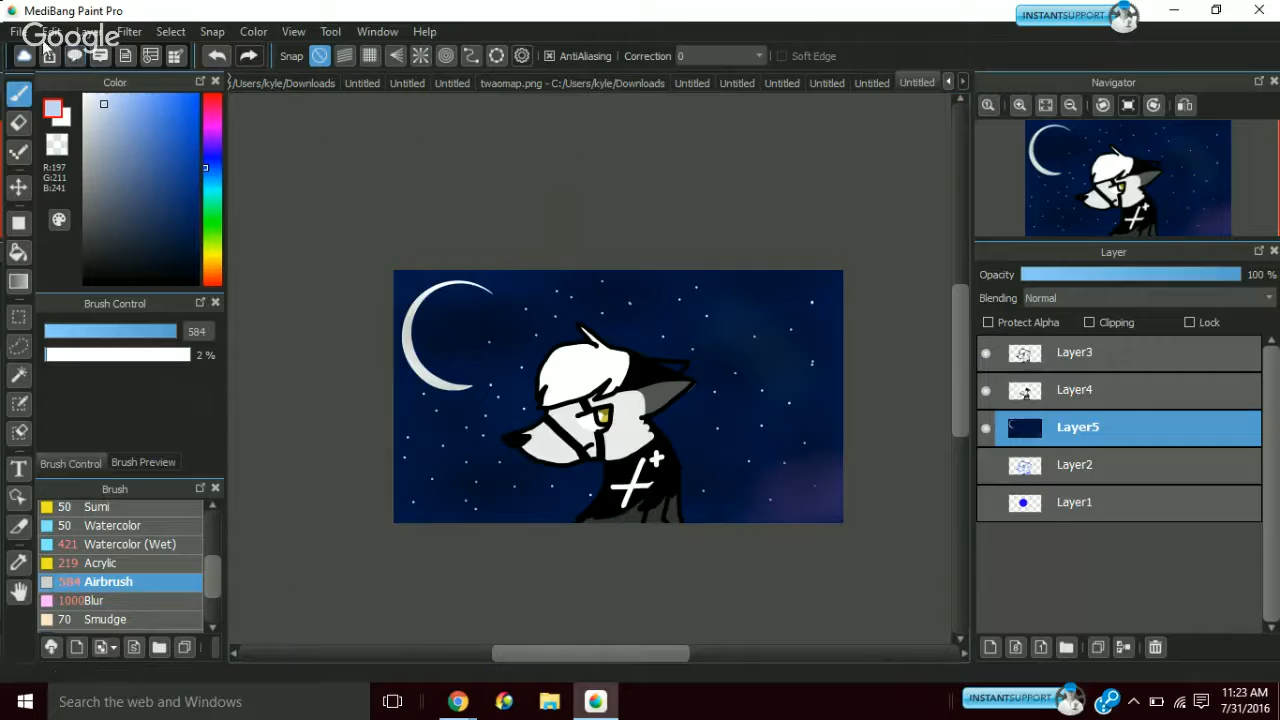 MediBang Paint Pro
INSTANTSUPPORT
File Edit Layer Filter Select Snap Color View Tool Window Help
Google
Snap AntiAliasing Correction 0 Soft Edge
Color
/Users/kyle/Downloads Untitled Untitled Untitled twaomap.png - C:/Users/kyle/Downloads Untitled Untitled Untitled Untitled Untitled Untitled
Navigator
R:197
G:211
B:241
Layer
Opacity 100 %
Blending Normal
Protect Alpha Clipping Lock
Brush Control
584
2 %
Layer3
Layer4
Layer5
Layer2
Layer1
Brush Control Brush Preview
Brush
50 Sumi
50 Watercolor
421 Watercolor (Wet)
219 Acrylic
584 Airbrush
1000 Blur
70 Smudge
Search the web and Windows
INSTANTSUPPORT
11:23 AM
7/31/2016